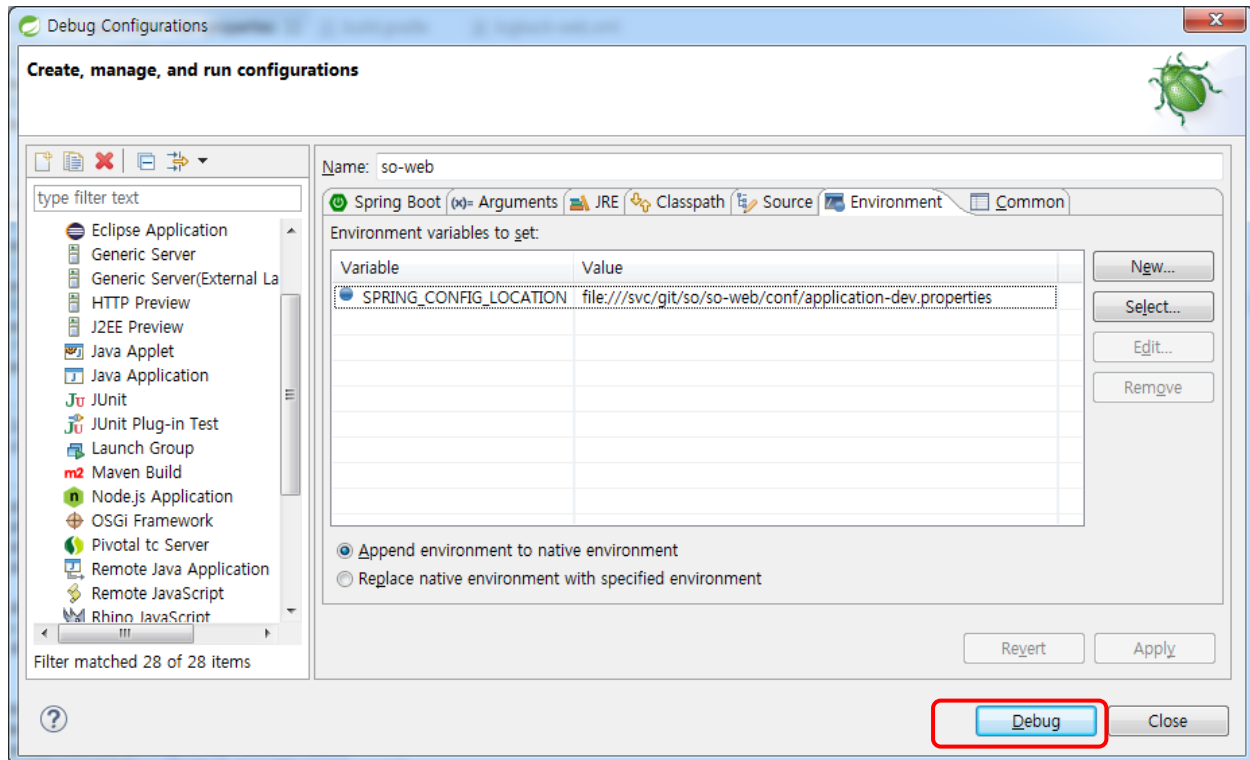 Debug Configurations
Create, manage, and run configurations
type filter text
Eclipse Application
Generic Server
Generic Server(External La
HTTP Preview
J2EE Preview
Java Applet
Java Application
Ju JUnit
JUnit Plug-in Test
Launch Group
m2 Maven Build
n Node.js Application
OSGi Framework
Pivotal tc Server
Remote Java Application
Remote JavaScript
Rhino JavaScript
Filter matched 28 of 28 items
Name: so-web
Spring Boot (x)= Arguments JRE Classpath Source Environment Common
Environment variables to set:
Variable Value
SPRING_CONFIG_LOCATION file:///svc/git/so/so-web/conf/application-dev.properties
New...
Select...
Edit...
Remove
Append environment to native environment
Replace native environment with specified environment
Revert Apply
? Debug Close